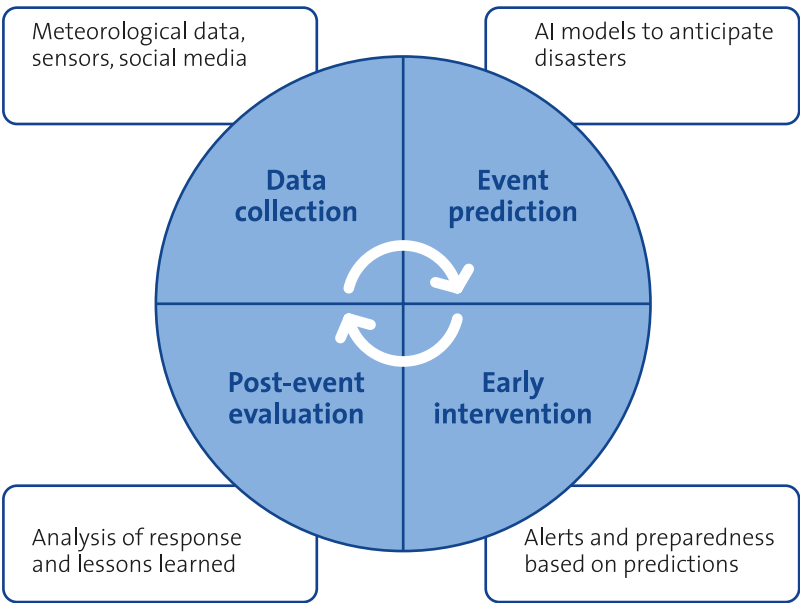 Meteorological data,
sensors, social media
AI models to anticipate
disasters
Data
collection
Event
prediction
Post-event
evaluation
Early
intervention
Analysis of response
and lessons learned
Alerts and preparedness
based on predictions